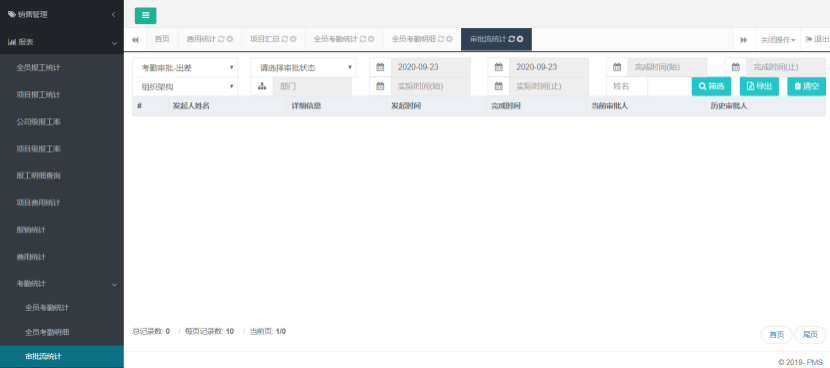 销售管理
报表
全员报工统计
项目报工统计
公司级报工率
项目级报工率
报工明细查询
项目费用统计
报销统计
费用统计
考勤统计
全员考勤统计
全员考勤明细
审批流统计
首页 费用统计 项目汇总 全员考勤统计 全员考勤明细 审批流统计 关闭操作 退出
考勤审批-出差 请选择审批状态 2020-09-23 2020-09-23 完成时间(始) 完成时间(止)
组织架构 部门 实际时间(始) 实际时间(止) 姓名 筛选 导出 清空
# 发起人姓名 详细信息 发起时间 完成时间 当前审批人 历史审批人
总记录数: 0 / 每页记录数: 10 / 当前页: 1/0 首页 尾页
© 2019- PMS